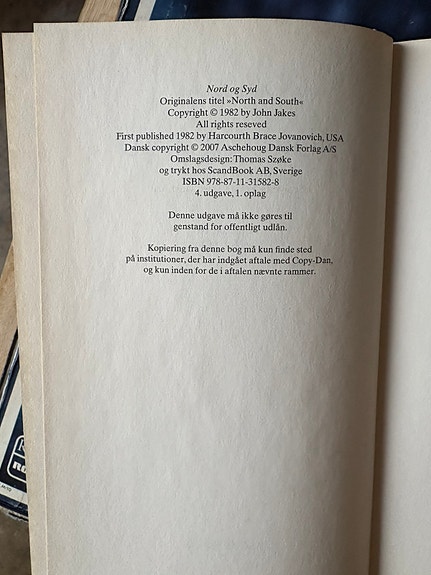 Nord og Syd
Originalens titel »North and South«
Copyright © 1982 by John Jakes
All rights reseved
First published 1982 by Harcourth Brace Jovanovich, USA
Dansk copyright © 2007 Aschehoug Dansk Forlag A/S
Omslagsdesign: Thomas Szøke
og trykt hos ScandBook AB, Sverige
ISBN 978-87-11-31582-8
4. udgave, 1. oplag
Denne udgave må ikke gøres til
genstand for offentligt udlån.
Kopiering fra denne bog må kun finde sted
på institutioner, der har indgået aftale med Copy-Dan,
og kun inden for de i aftalen nævnte rammer.